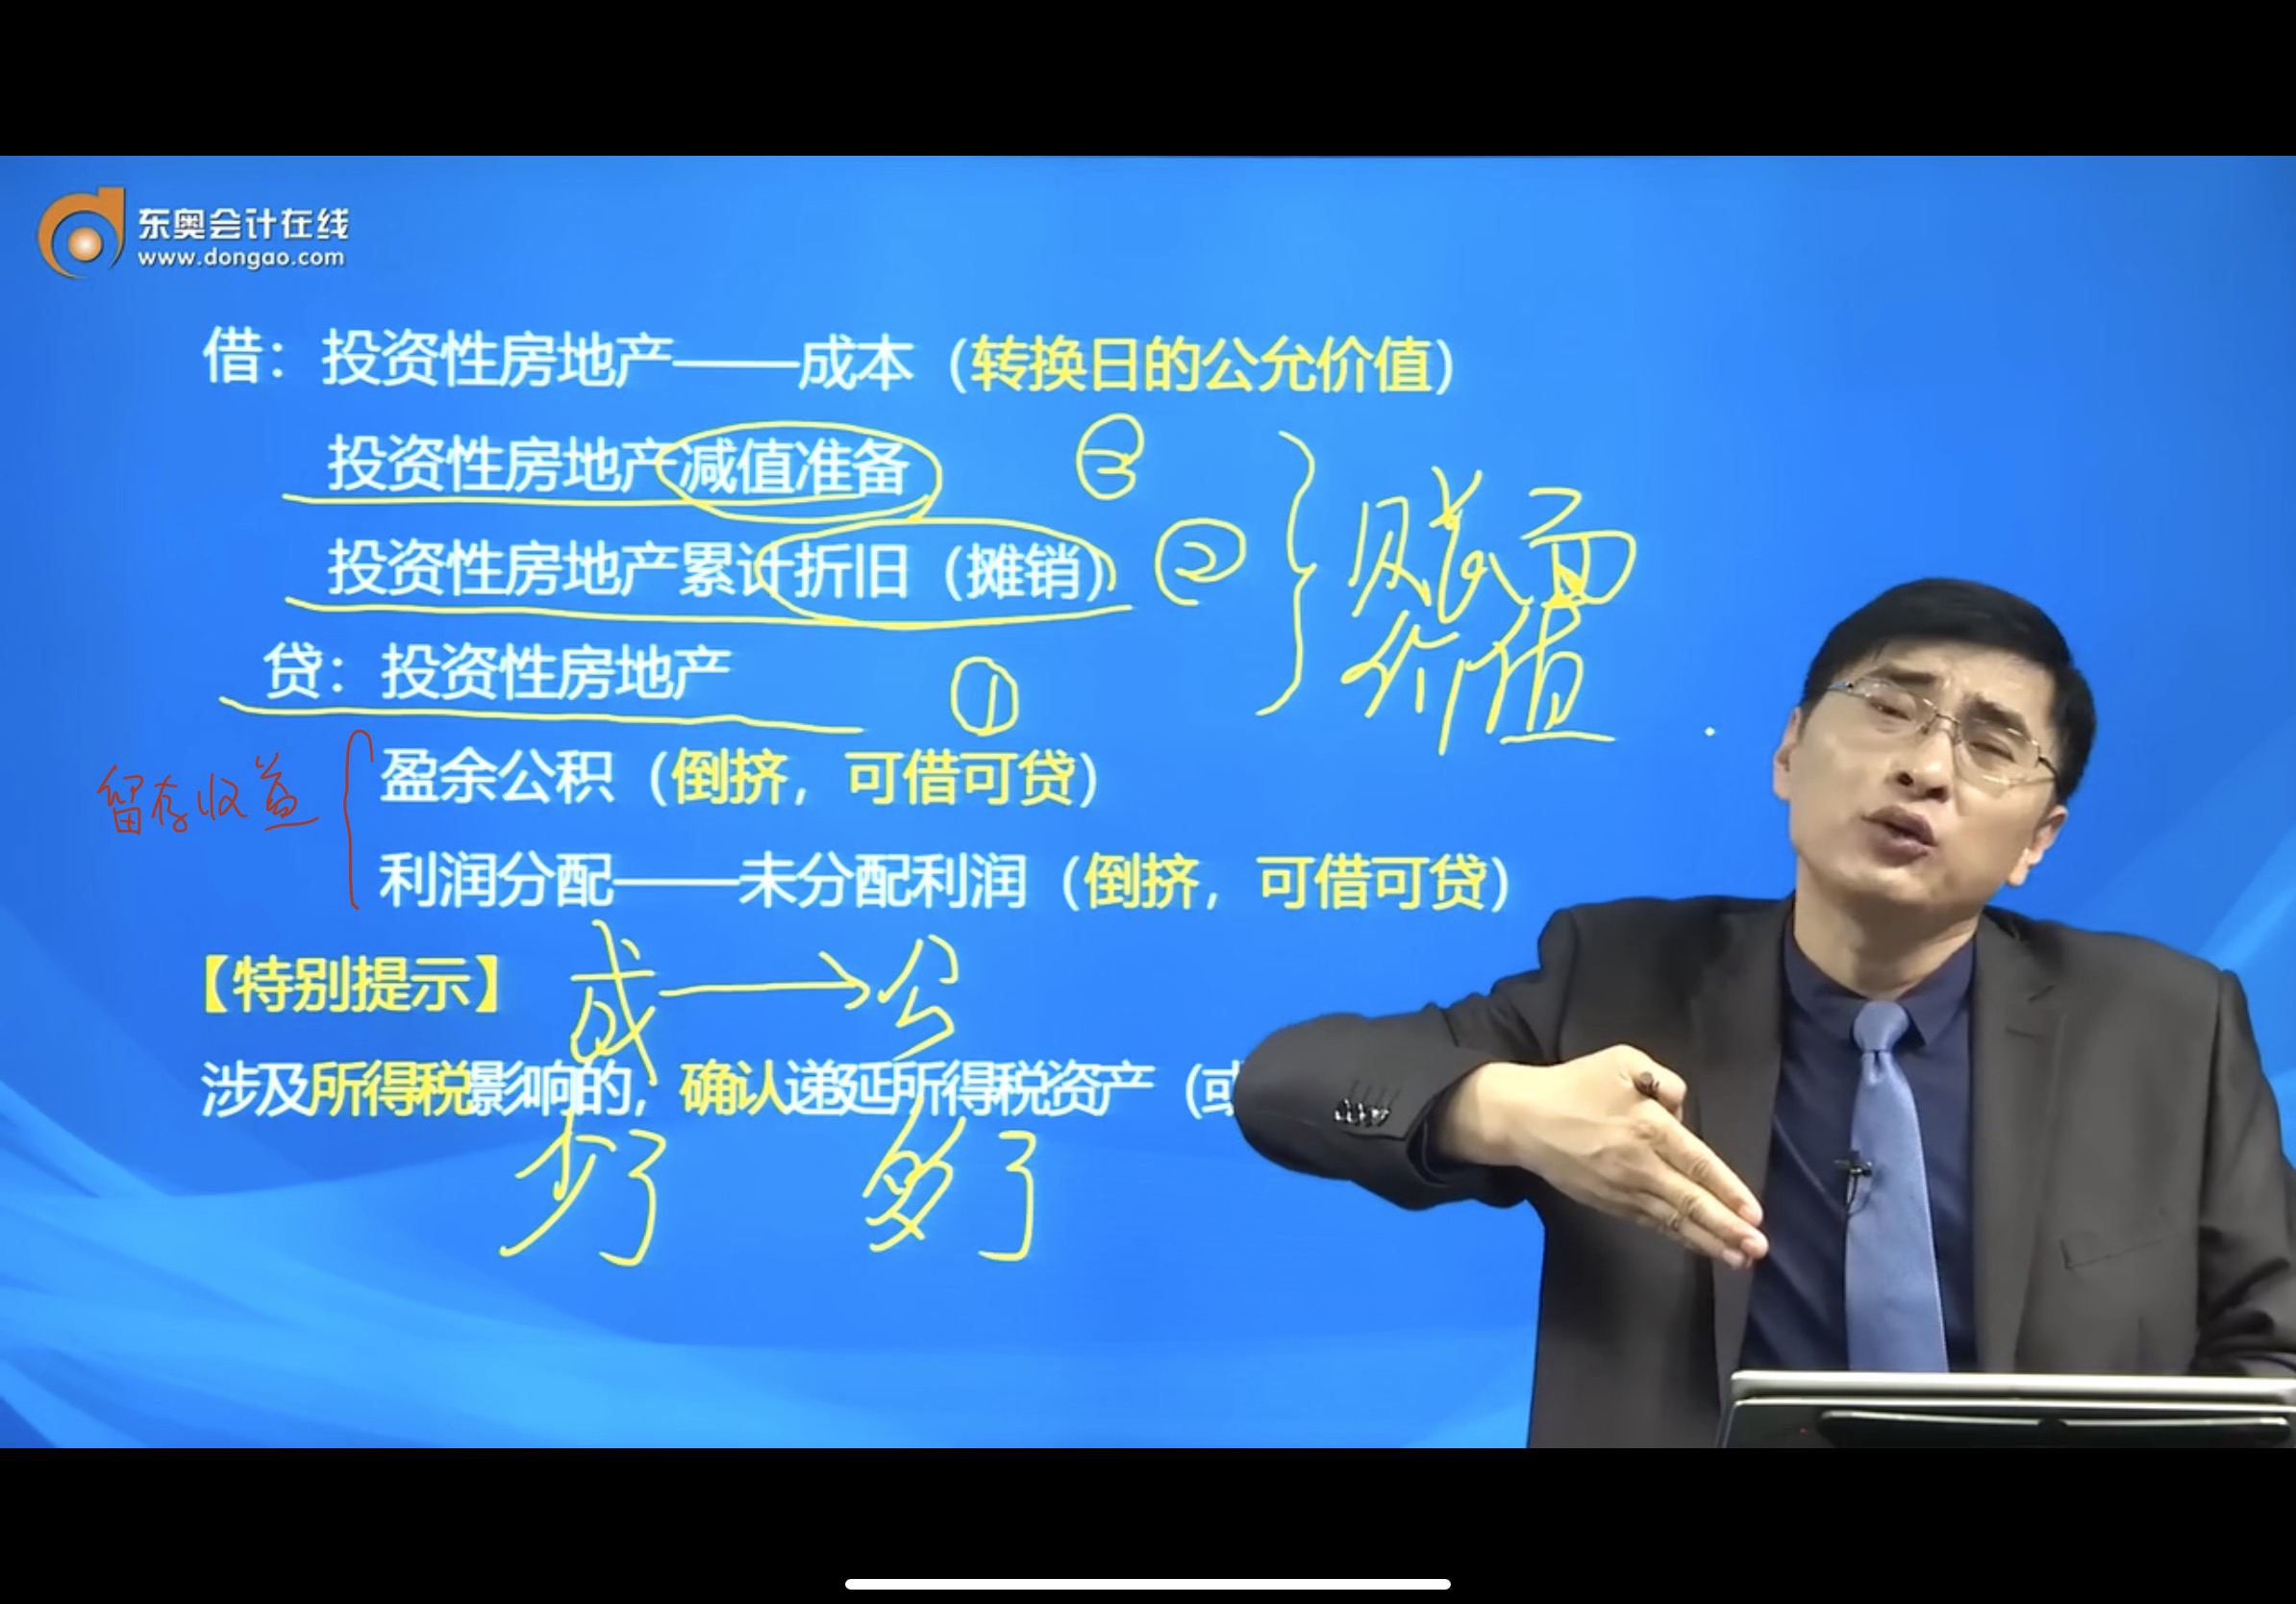 东奥会计在线
www.dongao.com
借：投资性房地产——成本（转换日的公允价值）
投资性房地产减值准备 ③
投资性房地产累计折旧（摊销） ②
账面
价值
贷：投资性房地产 ①
留存收益
盈余公积（倒挤，可借可贷）
利润分配——未分配利润（倒挤，可借可贷）
【特别提示】 成→公
涉及所得税影响的，确认递延所得税资产（或
少了 多了